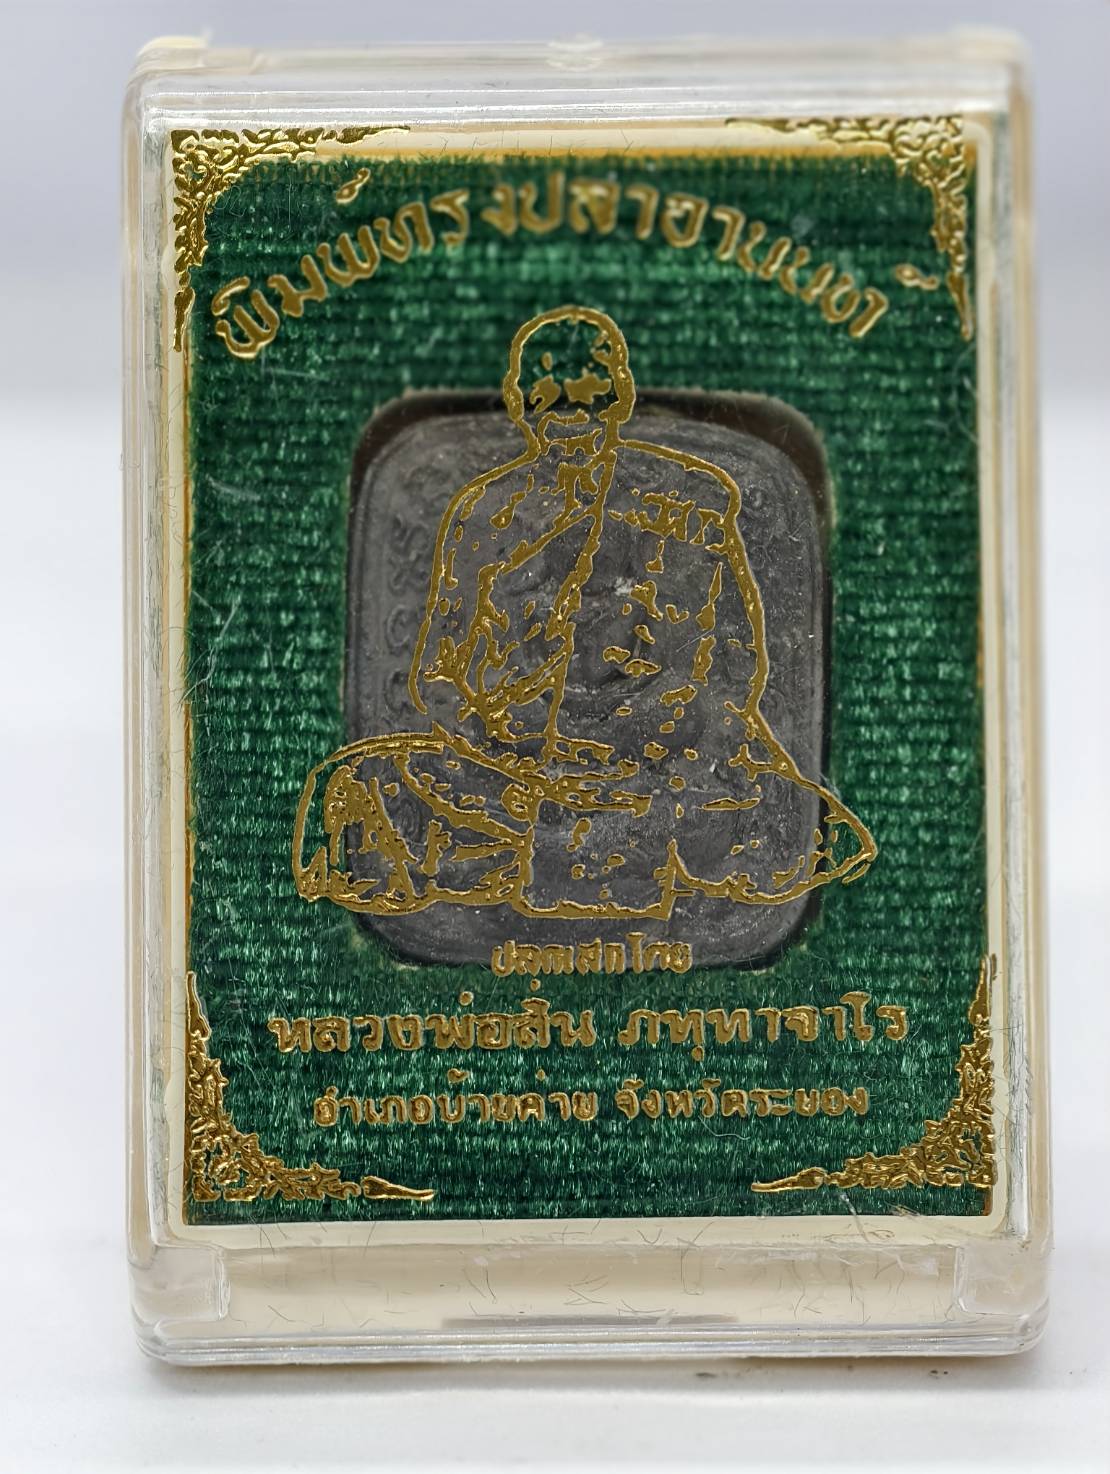 พิมพ์ทรงปลาอานนท์
ปลุกเสกโดย
หลวงพ่อสิ่น ภทฺทาจาโร
อำเภอบ้านค่าย จังหวัดระยอง